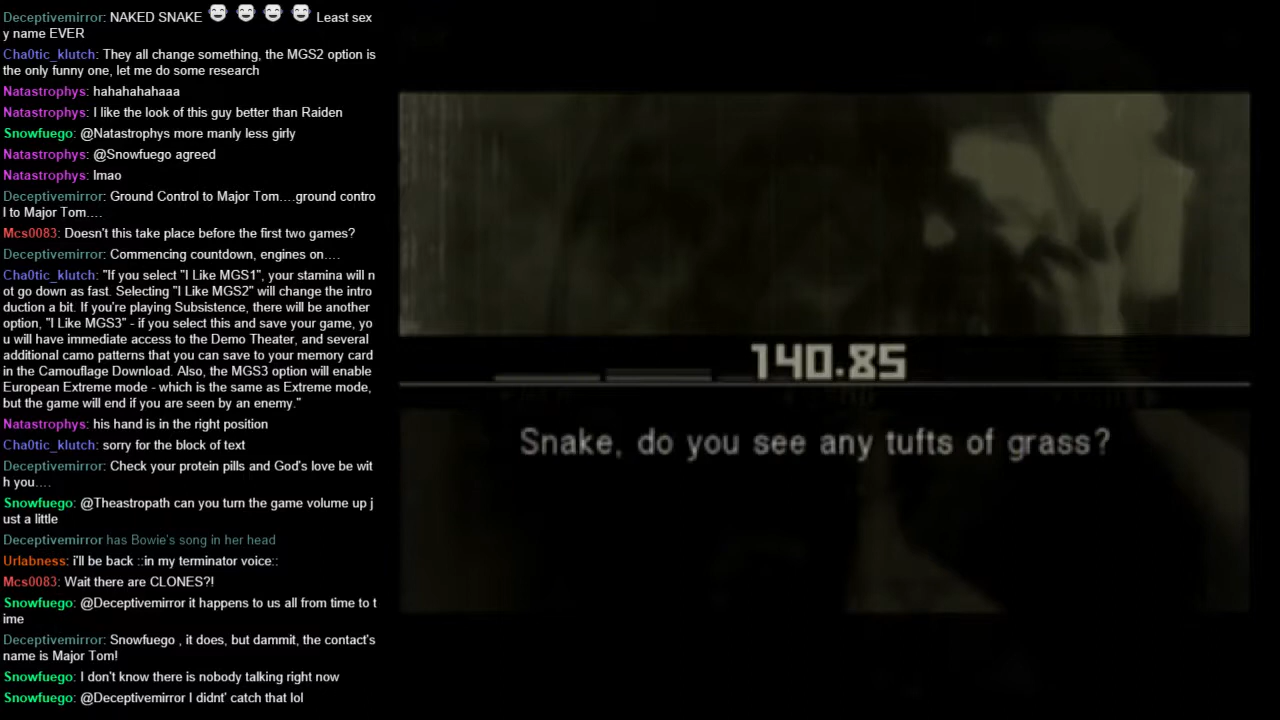 Deceptivemirror: NAKED SNAKE Least sex
y name EVER
Cha0tic_klutch: They all change something, the MGS2 option is
the only funny one, let me do some research
Natastrophys: hahahahahaaa
Natastrophys: I like the look of this guy better than Raiden
Snowfuego: @Natastrophys more manly less girly
Natastrophys: @Snowfuego agreed
Natastrophys: lmao
Deceptivemirror: Ground Control to Major Tom….ground contro
l to Major Tom….
Mcs0083: Doesn't this take place before the first two games?
Deceptivemirror: Commencing countdown, engines on….
Cha0tic_klutch: "If you select "I Like MGS1", your stamina will n
ot go down as fast. Selecting "I Like MGS2" will change the intro
duction a bit. If you're playing Subsistence, there will be another
option, "I Like MGS3" - if you select this and save your game, yo
u will have immediate access to the Demo Theater, and several
additional camo patterns that you can save to your memory card
in the Camouflage Download. Also, the MGS3 option will enable
European Extreme mode - which is the same as Extreme mode,
but the game will end if you are seen by an enemy."
Natastrophys: his hand is in the right position
Cha0tic_klutch: sorry for the block of text
Deceptivemirror: Check your protein pills and God's love be wit
h you….
Snowfuego: @Theastropath can you turn the game volume up j
ust a little
Deceptivemirror has Bowie's song in her head
Urlabness: i'll be back ::in my terminator voice::
Mcs0083: Wait there are CLONES?!
Snowfuego: @Deceptivemirror it happens to us all from time to t
ime
Deceptivemirror: Snowfuego , it does, but dammit, the contact's
name is Major Tom!
Snowfuego: I don't know there is nobody talking right now
Snowfuego: @Deceptivemirror I didnt' catch that lol
140.85
Snake, do you see any tufts of grass?